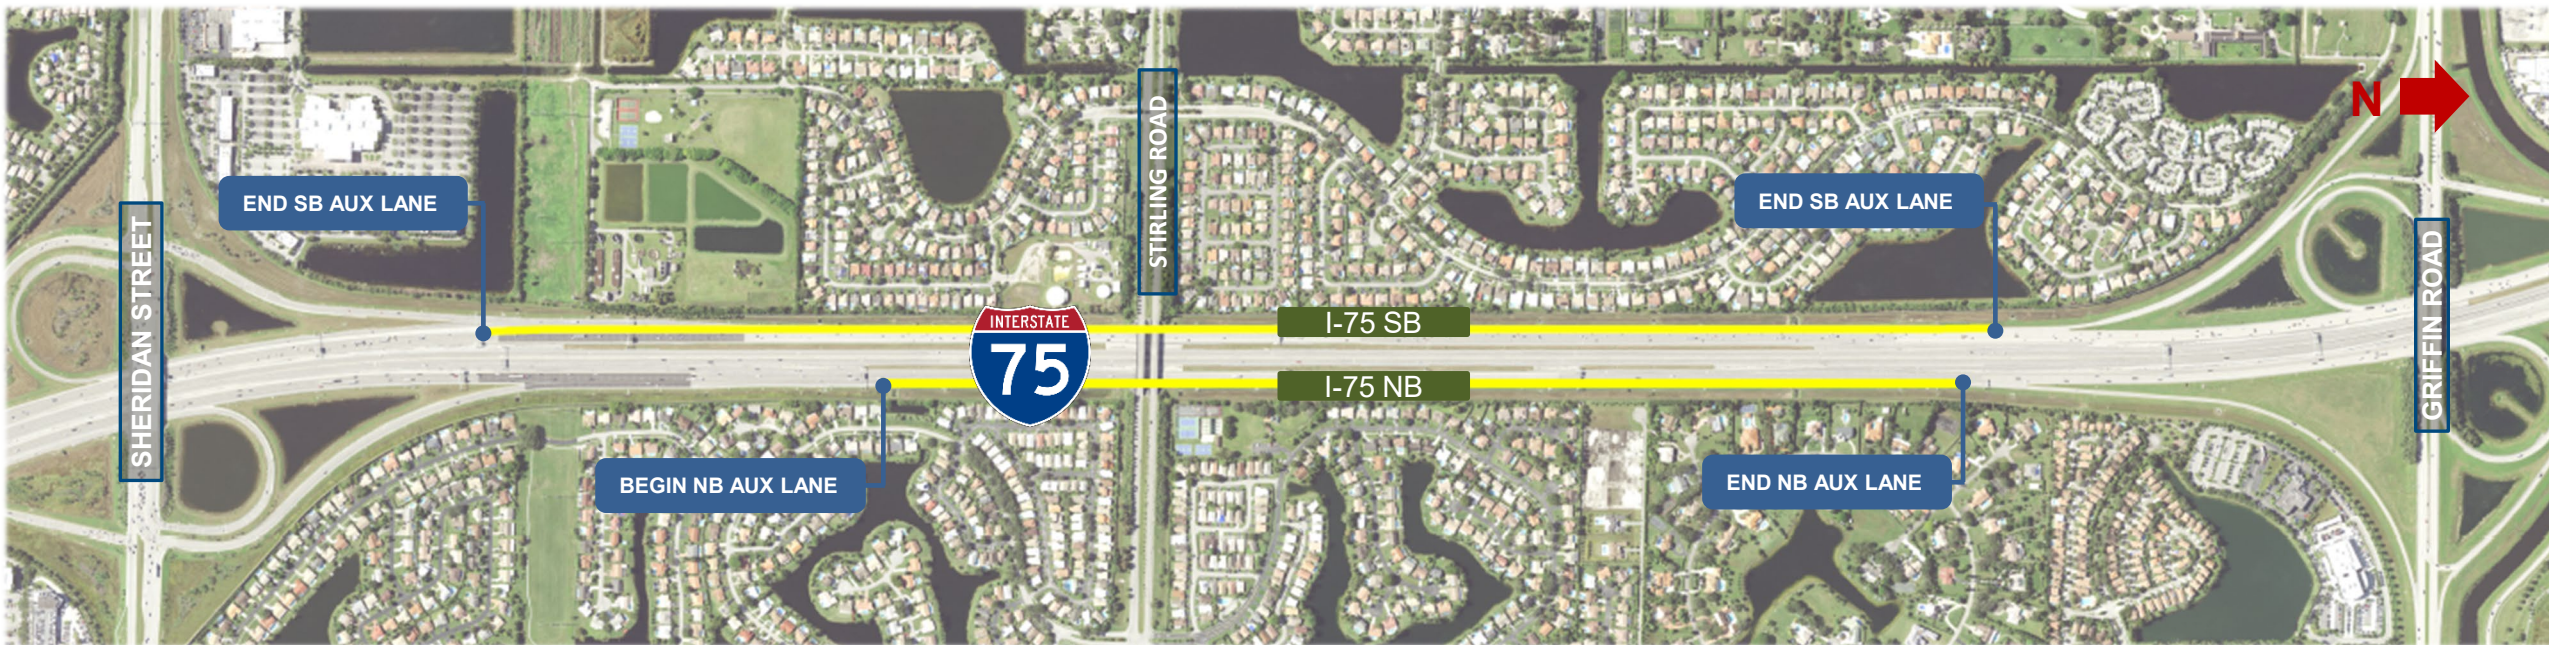 N
STIRLING ROAD
END SB AUX LANE
END SB AUX LANE
SHERIDAN STREET
GRIFFIN ROAD
INTERSTATE
75
I-75 SB
I-75 NB
BEGIN NB AUX LANE
END NB AUX LANE